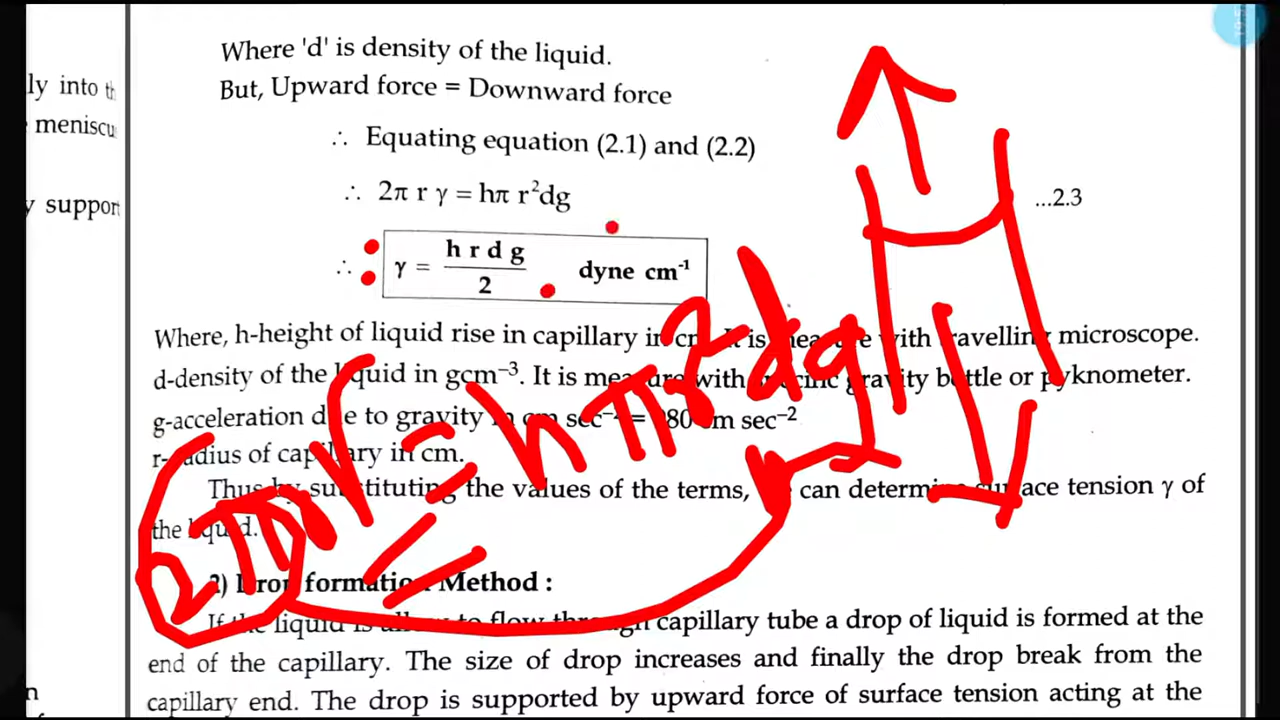 Where 'd' is density of the liquid.
But, Upward force = Downward force
∴ Equating equation (2.1) and (2.2)
∴ 2π r γ = hπ r²dg ...2.3
∴ γ = h r d g / 2 dyne cm⁻¹
Where, h-height of liquid rise in capillary in cm. It is measure with travelling microscope.
d-density of the liquid in gcm⁻³. It is measure with specific gravity bottle or pyknometer.
g-acceleration due to gravity in cm sec⁻² = 980 cm sec⁻²
r-radius of capillary in cm.
Thus by substituting the values of the terms, can determine surface tension γ of
the liquid.
2πrγ = hπr²dg
2) Drop formation Method :
If the liquid is allow to flow through capillary tube a drop of liquid is formed at the
end of the capillary. The size of drop increases and finally the drop break from the
capillary end. The drop is supported by upward force of surface tension acting at the
ly into th
meniscu
support
n